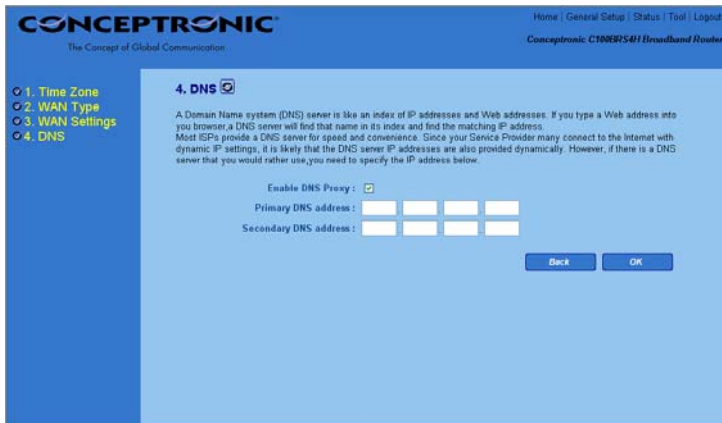 CONCEPTRONIC
The Concept of Global Communication
Home | General Setup | Status | Tool | Logout
Conceptronic C100BRS4H Broadband Router
1. Time Zone
2. WAN Type
3. WAN Settings
4. DNS
4. DNS
A Domain Name system (DNS) server is like an index of IP addresses and Web addresses. If you type a Web address into
you browser,a DNS server will find that name in its index and find the matching IP address.
Most ISPs provide a DNS server for speed and convenience. Since your Service Provider many connect to the Internet with
dynamic IP settings, it is likely that the DNS server IP addresses are also provided dynamically. However, if there is a DNS
server that you would rather use,you need to specify the IP address below.
Enable DNS Proxy :
Primary DNS address :
Secondary DNS address :
Back
OK